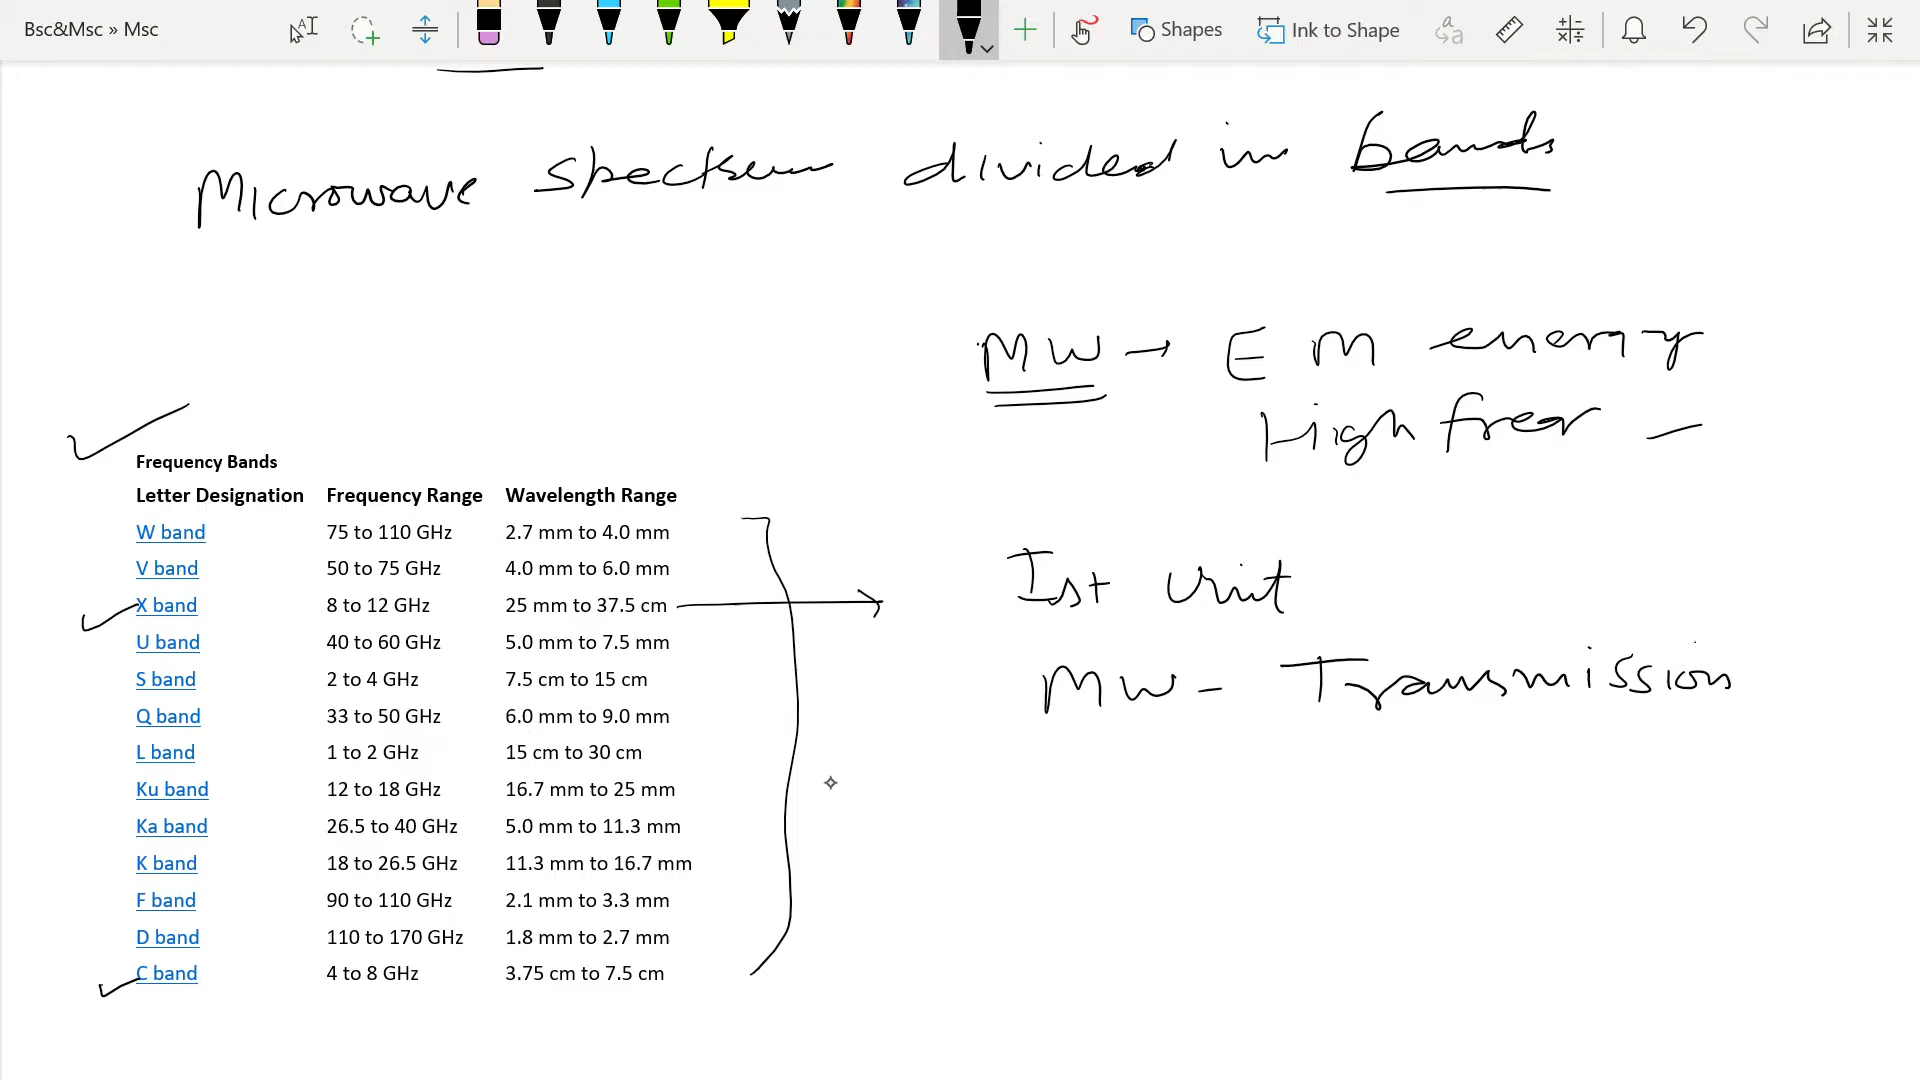 Bsc&Msc » Msc
Shapes
Ink to Shape
Microwave spectrum divided in bands
MW → EM energy
High freq -
Frequency Bands
Letter Designation Frequency Range Wavelength Range
W band 75 to 110 GHz 2.7 mm to 4.0 mm
V band 50 to 75 GHz 4.0 mm to 6.0 mm
X band 8 to 12 GHz 25 mm to 37.5 cm
U band 40 to 60 GHz 5.0 mm to 7.5 mm
S band 2 to 4 GHz 7.5 cm to 15 cm
Q band 33 to 50 GHz 6.0 mm to 9.0 mm
L band 1 to 2 GHz 15 cm to 30 cm
Ku band 12 to 18 GHz 16.7 mm to 25 mm
Ka band 26.5 to 40 GHz 5.0 mm to 11.3 mm
K band 18 to 26.5 GHz 11.3 mm to 16.7 mm
F band 90 to 110 GHz 2.1 mm to 3.3 mm
D band 110 to 170 GHz 1.8 mm to 2.7 mm
C band 4 to 8 GHz 3.75 cm to 7.5 cm
Ist Unit
MW - Transmission